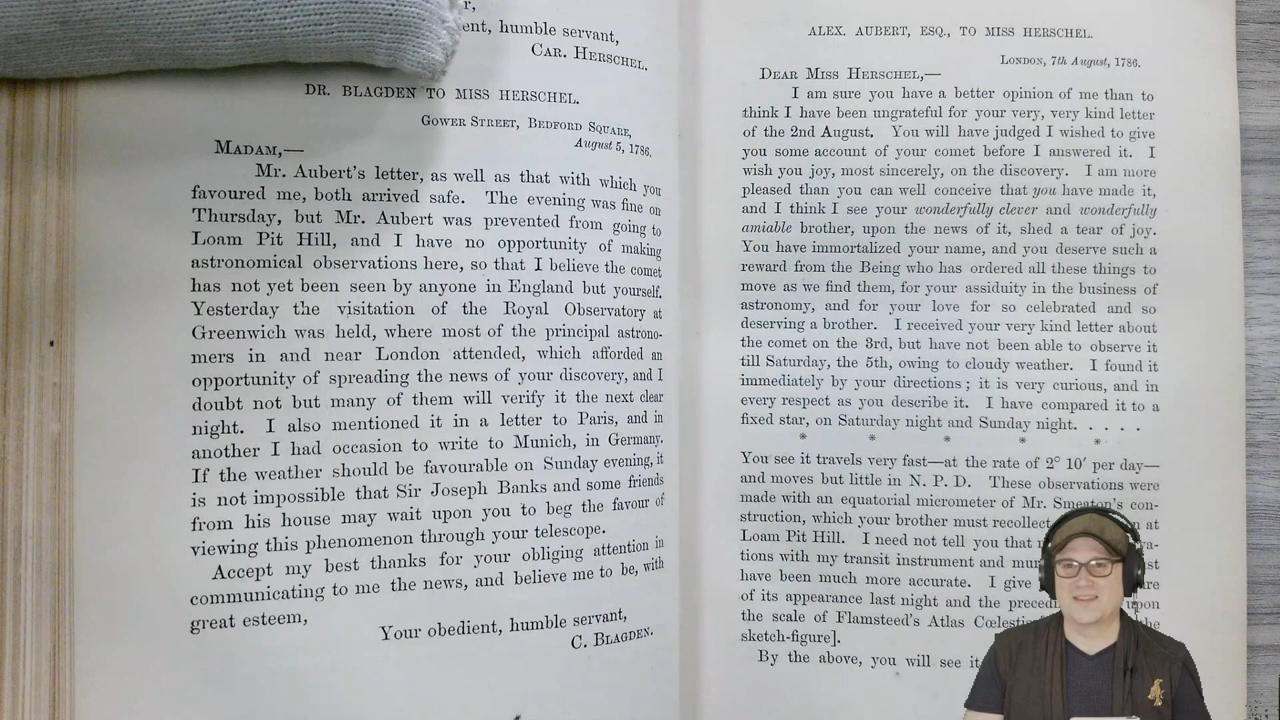 r,
ent, humble servant,
CAR. HERSCHEL.
DR. BLAGDEN TO MISS HERSCHEL.
GOWER STREET, BEDFORD SQUARE,
August 5, 1786.
MADAM,—
Mr. Aubert's letter, as well as that with which you
favoured me, both arrived safe. The evening was fine on
Thursday, but Mr. Aubert was prevented from going to
Loam Pit Hill, and I have no opportunity of making
astronomical observations here, so that I believe the comet
has not yet been seen by anyone in England but yourself.
Yesterday the visitation of the Royal Observatory at
Greenwich was held, where most of the principal astrono-
mers in and near London attended, which afforded an
opportunity of spreading the news of your discovery, and I
doubt not but many of them will verify it the next clear
night. I also mentioned it in a letter to Paris, and in
another I had occasion to write to Munich, in Germany.
If the weather should be favourable on Sunday evening, it
is not impossible that Sir Joseph Banks and some friends
from his house may wait upon you to beg the favour of
viewing this phenomenon through your telescope.
Accept my best thanks for your obliging attention in
communicating to me the news, and believe me to be, with
great esteem,
Your obedient, humble servant,
C. BLAGDEN.
ALEX. AUBERT, ESQ., TO MISS HERSCHEL.
LONDON, 7th August, 1786.
DEAR MISS HERSCHEL,—
I am sure you have a better opinion of me than to
think I have been ungrateful for your very, very kind letter
of the 2nd August. You will have judged I wished to give
you some account of your comet before I answered it. I
wish you joy, most sincerely, on the discovery. I am more
pleased than you can well conceive that you have made it,
and I think I see your wonderfully clever and wonderfully
amiable brother, upon the news of it, shed a tear of joy.
You have immortalized your name and you deserve such a
reward from the Being who has ordered all these things to
move as we find them, for your assiduity in the business of
astronomy and for your love for so celebrated and so
deserving a brother. I received your very kind letter about
the comet on the 3rd, but have not been able to observe it
till Saturday, the 5th, owing to cloudy weather. I found it
immediately by your directions; it is very curious, and in
every respect as you describe it. I have compared it to a
fixed star, on Saturday night and Sunday night. . . . . .
* * * * *
You see it travels very fast—at the rate of 2° 10′ per day—
and moves but little in N. P. D. These observations were
made with an equatorial micrometer of Mr. Smeaton's con-
struction, which your brother must recollect at
Loam Pit Hill. I need not tell you that
tions with my transit instrument and
have been much more accurate. I give
of its appearance last night and the upon
the scale of Flamsteed's Atlas
sketch-figure].
By the above, you will see it